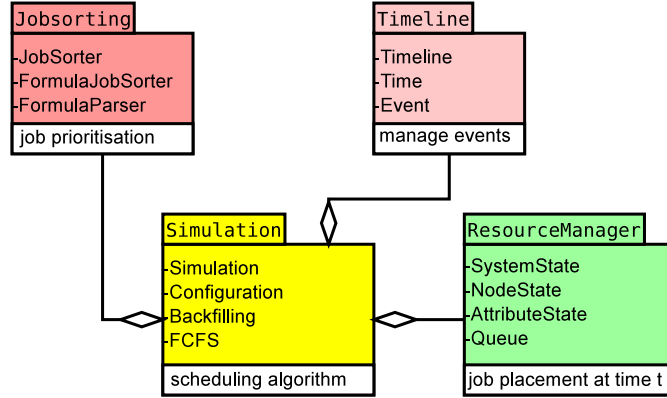 Jobsorting
-JobSorter
-FormulaJobSorter
-FormulaParser
job prioritisation
Timeline
-Timeline
-Time
-Event
manage events
Simulation
-Simulation
-Configuration
-Backfilling
-FCFS
scheduling algorithm
ResourceManager
-SystemState
-NodeState
-AttributeState
-Queue
job placement at time t